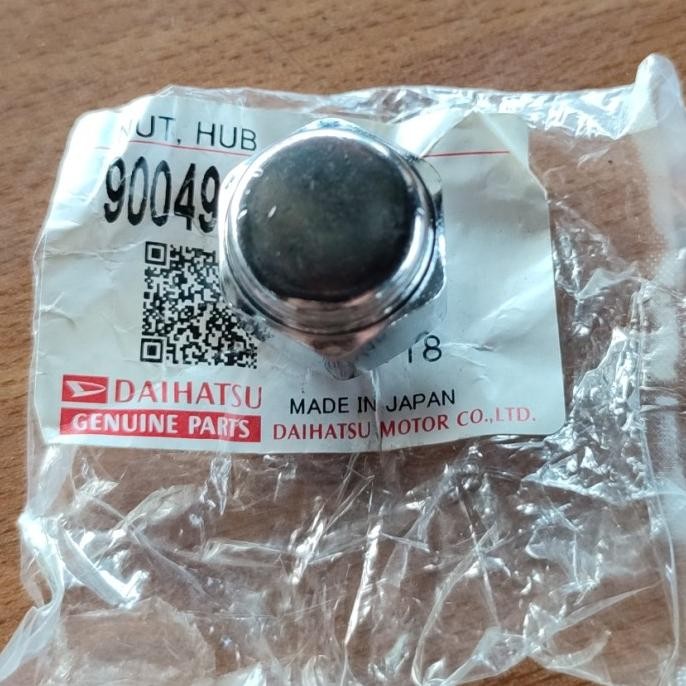 NUT, HUB
90049
18
DAIHATSU
MADE IN JAPAN
GENUINE PARTS
DAIHATSU MOTOR CO.,LTD.